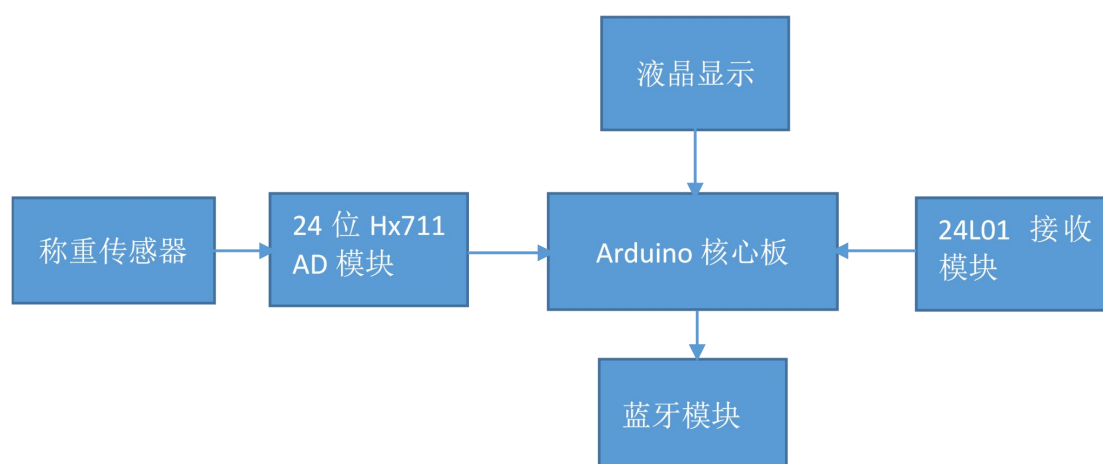 液晶显示
称重传感器
24 位 Hx711
AD 模块
Arduino 核心板
24L01 接收
模块
蓝牙模块